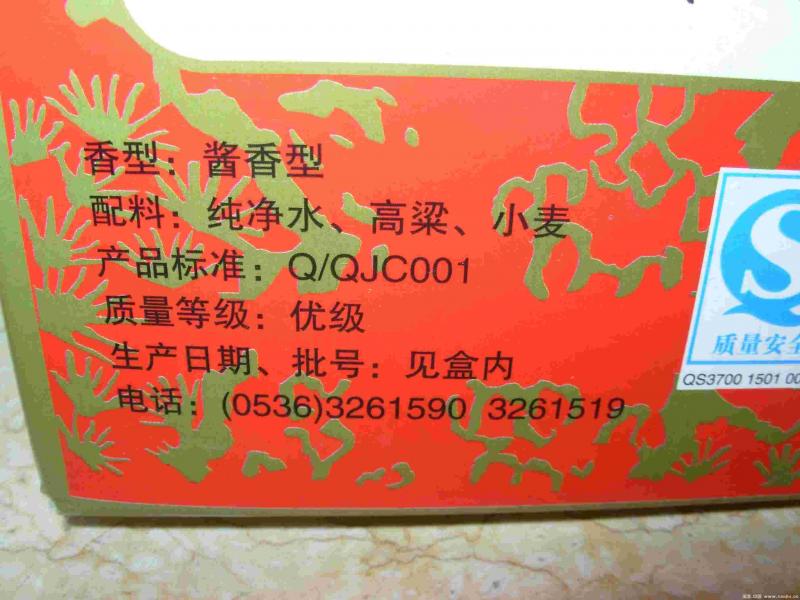 香型：酱香型
配料：纯净水、高粱、小麦
产品标准：Q/QJC001
质量等级：优级
生产日期、批号：见盒内
电话：(0536)3261590 3261519
质量安全
QS3700 1501 00